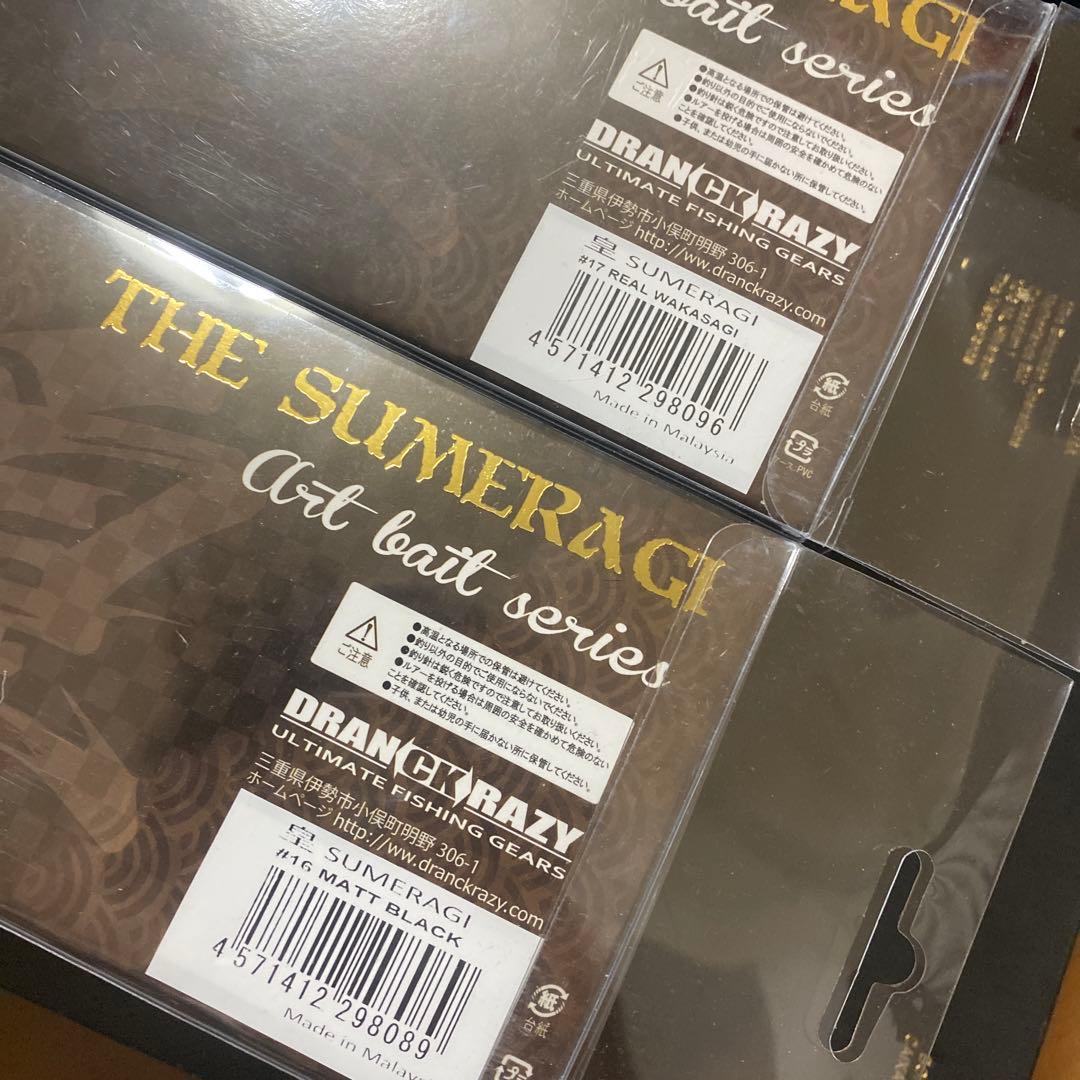 SUMERAGI
bait series
ご注意
●高温となる場所での保管は避けてください。
●釣り以外の目的でご使用にならないでください。
●釣り針は鋭く危険ですので注意してお取り扱いください。
●ルアーを投げる場合は周囲の安全を確かめて危険のない
ことを確認してください。
●子供、または幼児の手に届かない所に保管してください。
DRANCKRAZY
ULTIMATE FISHING GEARS
三重県伊勢市小俣町明野 306-1
ホームページ http://ww.dranckrazy.com
皇 SUMERAGI
#17 REAL WAKASAGI
4 571412 298096
Made in Malaysia
紙
台紙
プラ
PVC
THE SUMERAGI
Art bait series
ご注意
●高温となる場所での保管は避けてください。
●釣り以外の目的でご使用にならないでください。
●釣り針は鋭く危険ですので注意してお取り扱いください。
●ルアーを投げる場合は周囲の安全を確かめて危険のない
ことを確認してください。
●子供、または幼児の手に届かない所に保管してください。
DRANCKRAZY
ULTIMATE FISHING GEARS
三重県伊勢市小俣町明野 306-1
ホームページ http://ww.dranckrazy.com
皇 SUMERAGI
#16 MATT BLACK
4 571412 298089
Made in Malaysia
紙
台紙
プラ